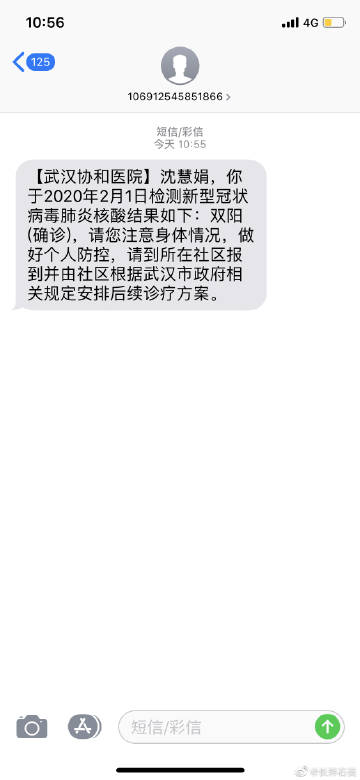 10:56
4G
125
106912545851866
短信/彩信
今天 10:55
【武汉协和医院】沈慧娟，你
于2020年2月1日检测新型冠状
病毒肺炎核酸结果如下：双阳
(确诊)，请您注意身体情况，做
好个人防控，请到所在社区报
到并由社区根据武汉市政府相
关规定安排后续诊疗方案。
短信/彩信